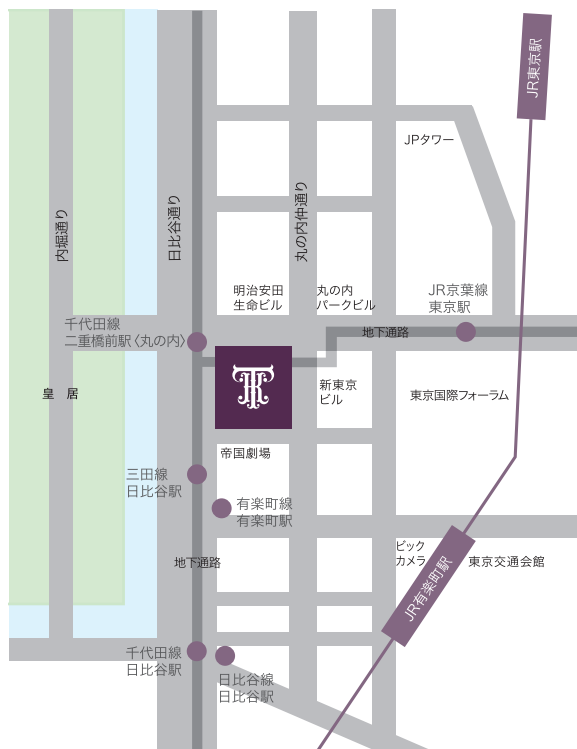 JR東京駅
JPタワー
内堀通り
日比谷通り
丸の内仲通り
明治安田
生命ビル
丸の内
パークビル
JR京葉線
東京駅
千代田線
二重橋前駅〈丸の内〉
地下通路
皇 居
新東京
ビル
東京国際フォーラム
帝国劇場
三田線
日比谷駅
有楽町線
有楽町駅
地下通路
ビック
カメラ
東京交通会館
JR有楽町駅
千代田線
日比谷駅
日比谷線
日比谷駅